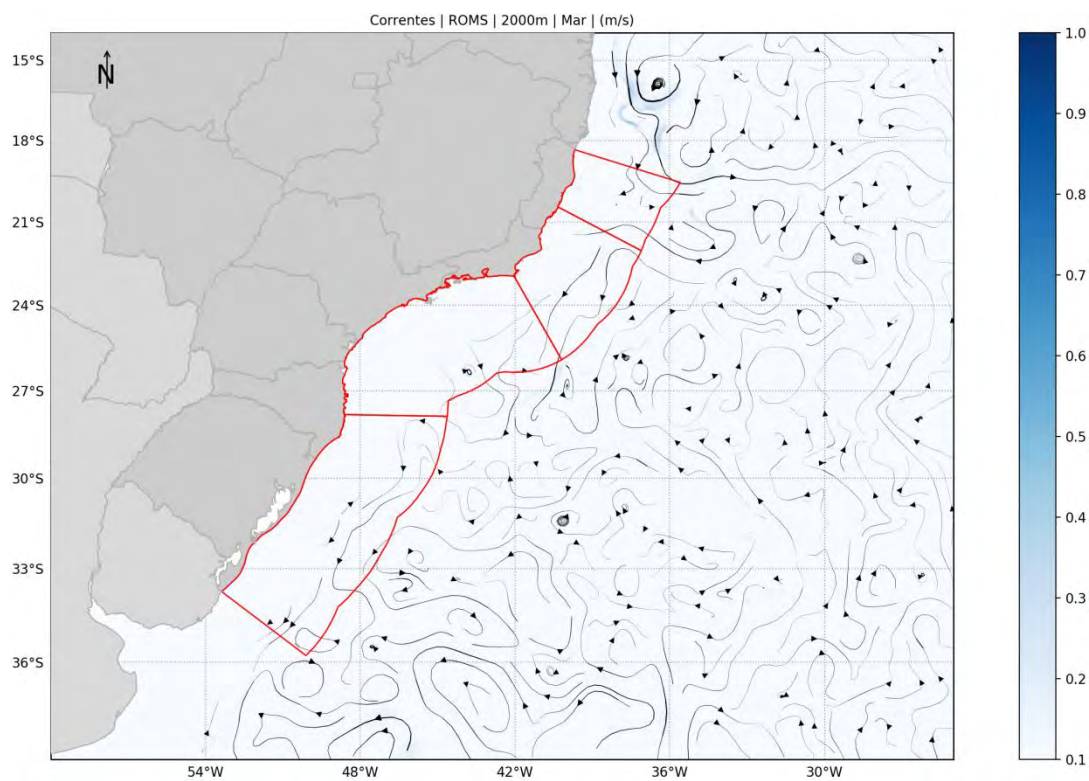 Correntes | ROMS | 2000m | Mar | (m/s)
N
15°S
18°S
21°S
24°S
27°S
30°S
33°S
36°S
54°W
48°W
42°W
36°W
30°W
1.0
0.9
0.8
0.7
0.6
0.5
0.4
0.3
0.2
0.1